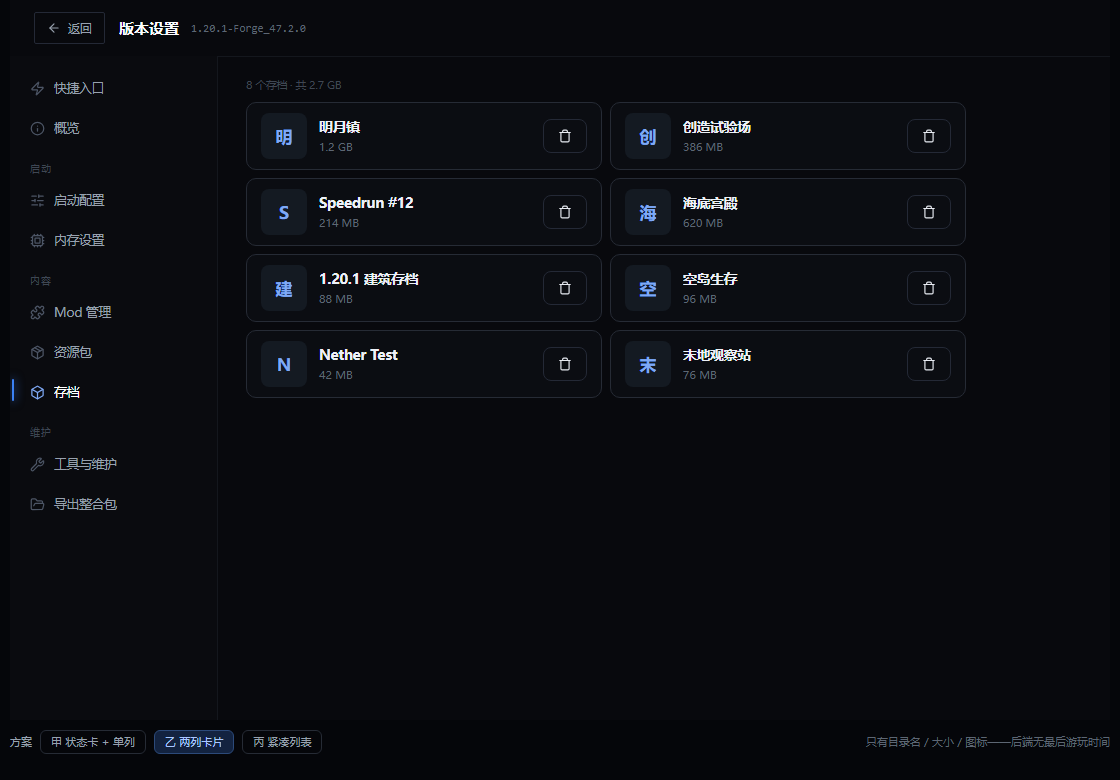 返回 版本设置 1.20.1-Forge_47.2.0
快捷入口
概览
启动
启动配置
内存设置
内容
Mod 管理
资源包
存档
维护
工具与维护
导出整合包
8 个存档 · 共 2.7 GB
明 明月镇
1.2 GB
创 创造试验场
386 MB
S Speedrun #12
214 MB
海 海底宫殿
620 MB
建 1.20.1 建筑存档
88 MB
空 空岛生存
96 MB
N Nether Test
42 MB
末 末地观察站
76 MB
方案 甲 状态卡 + 单列 乙 两列卡片 丙 紧凑列表
只有目录名 / 大小 / 图标——后端无最后游玩时间